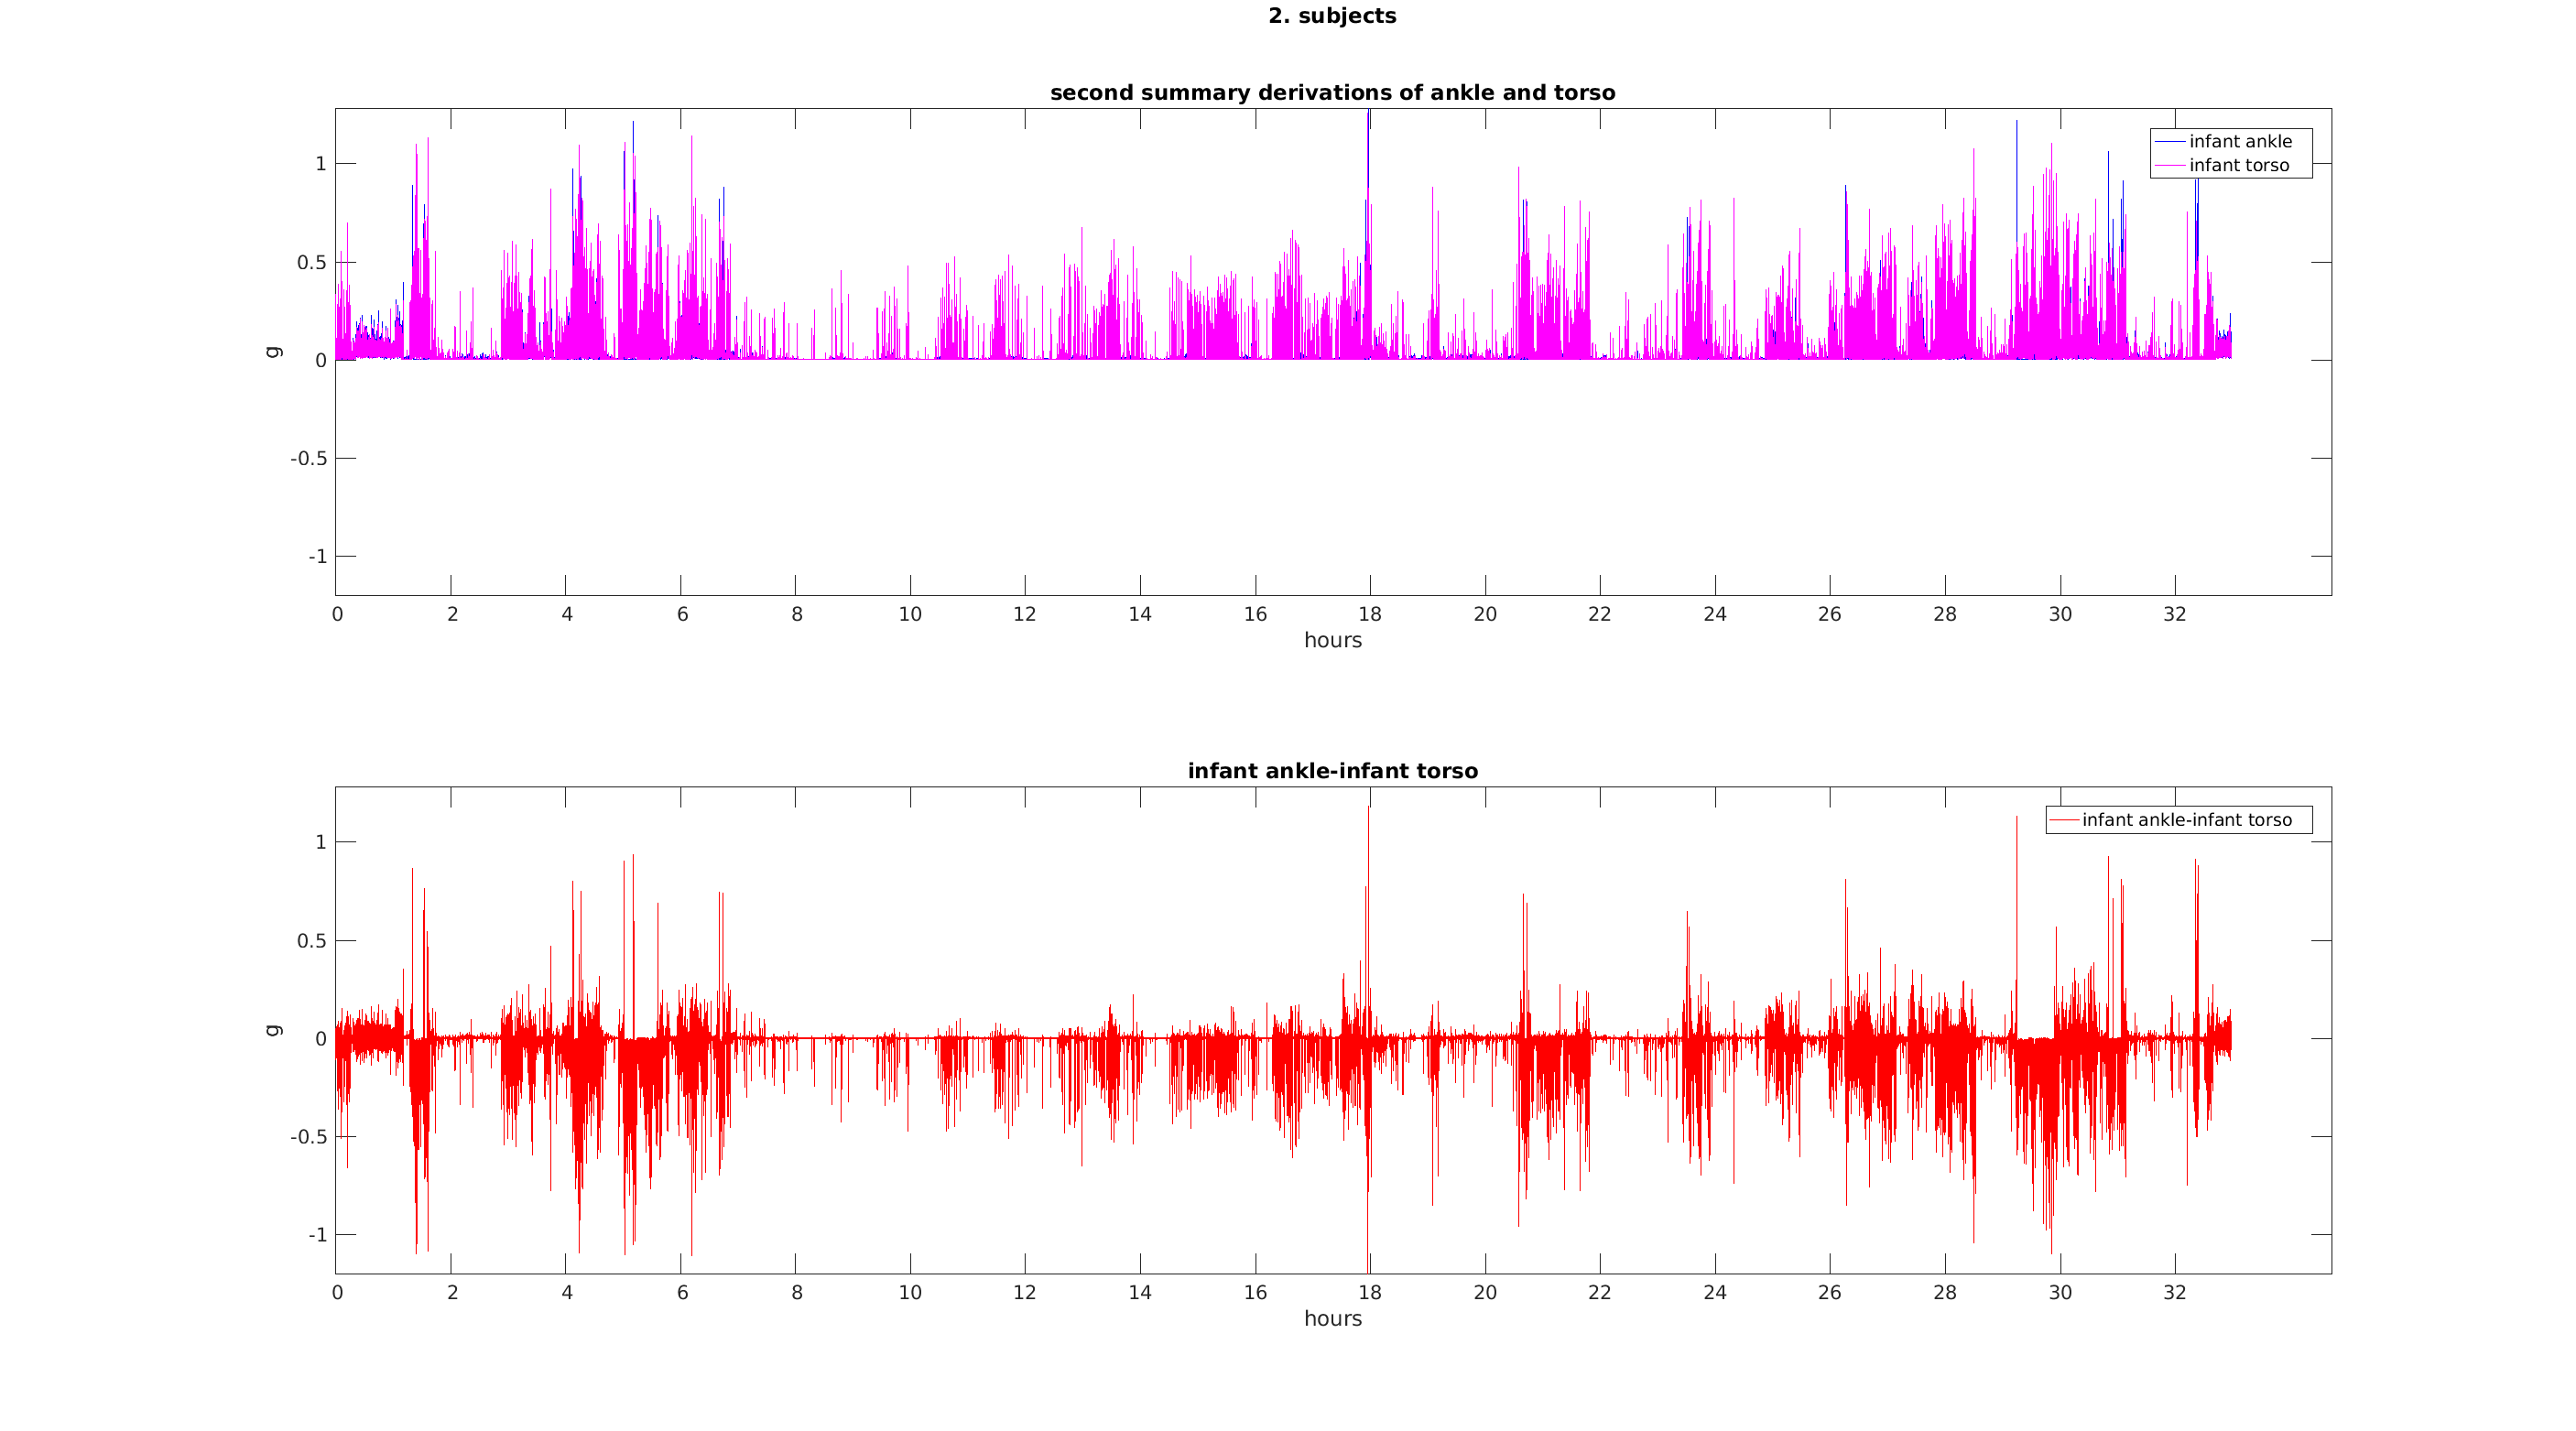 2. subjects
second summary derivations of ankle and torso
infant ankle
infant torso
1
0.5
0
-0.5
-1
g
0 2 4 6 8 10 12 14 16 18 20 22 24 26 28 30 32
hours
infant ankle-infant torso
infant ankle-infant torso
1
0.5
0
-0.5
-1
g
0 2 4 6 8 10 12 14 16 18 20 22 24 26 28 30 32
hours